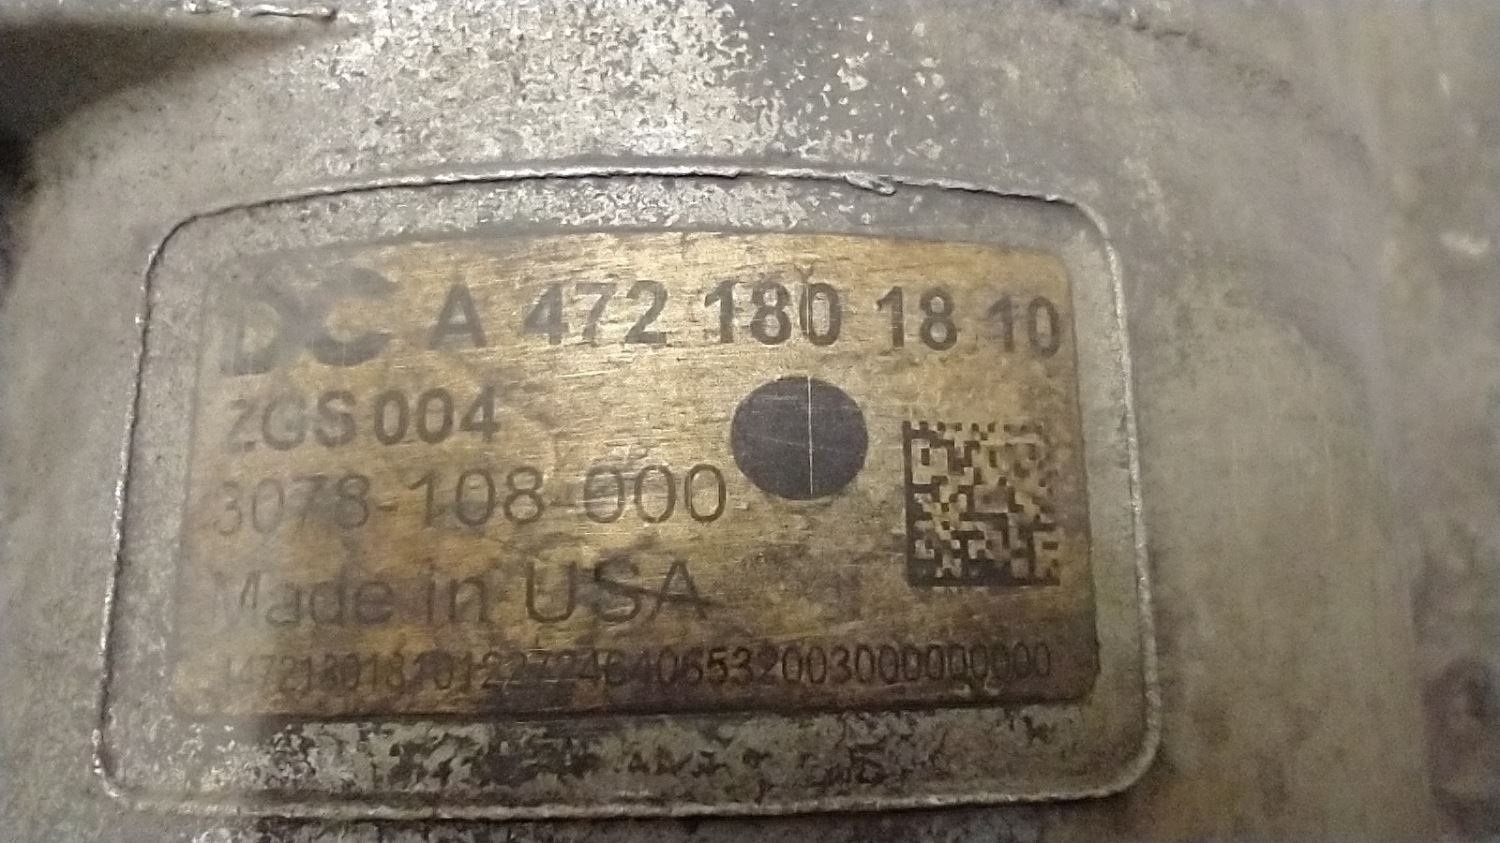 DC A 472 180 18 10
ZGS 004
3078-108-000
Made in USA